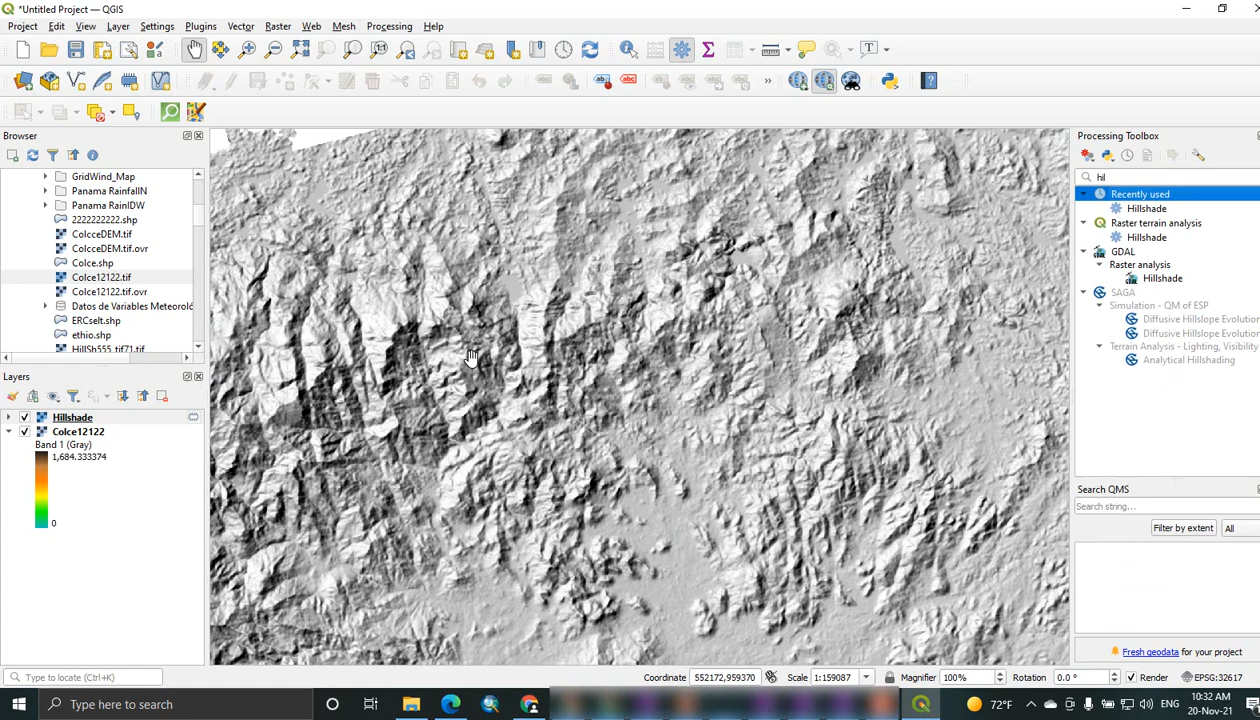 *Untitled Project — QGIS
Project Edit View Layer Settings Plugins Vector Raster Web Mesh Processing Help
Browser
GridWind_Map
Panama RainfallN
Panama RainIDW
2222222222.shp
ColcceDEM.tif
ColcceDEM.tif.ovr
Colce.shp
Colce12122.tif
Colce12122.tif.ovr
Datos de Variables Meteoroló
ERCselt.shp
ethio.shp
HillSh555_tif71.tif
Layers
Hillshade
Colce12122
Band 1 (Gray)
1,684.333374
0
Processing Toolbox
hil
Recently used
Hillshade
Raster terrain analysis
Hillshade
GDAL
Raster analysis
Hillshade
SAGA
Simulation - QM of ESP
Diffusive Hillslope Evolution
Diffusive Hillslope Evolution
Terrain Analysis - Lighting, Visibility
Analytical Hillshading
Search QMS
Search string...
Filter by extent All
Fresh geodata for your project
Type to locate (Ctrl+K) Coordinate 552172,959370 Scale 1:159087 Magnifier 100% Rotation 0.0 ° Render EPSG:32617
Type here to search 72°F ENG 10:32 AM
20-Nov-21